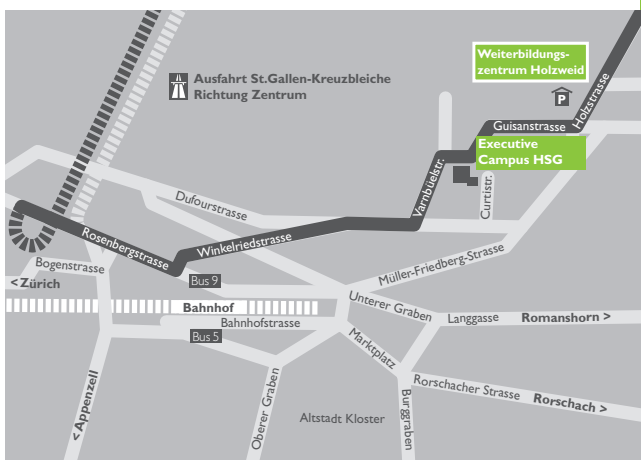 Weiterbildungs-
zentrum Holzweid
P
Ausfahrt St.Gallen-Kreuzbleiche
Richtung Zentrum
Holzstrasse
Guisanstrasse
Executive
Campus HSG
Varnbüelstr.
Curtistr.
Dufourstrasse
Rosenbergstrasse
Winkelriedstrasse
Müller-Friedberg-Strasse
Bogenstrasse
< Zürich
Bus 9
Bahnhof
Unterer Graben
Langgasse
Romanshorn >
Bahnhofstrasse
Bus 5
Marktplatz
< Appenzell
Oberer Graben
Burggraben
Rorschacher Strasse
Rorschach >
Altstadt Kloster